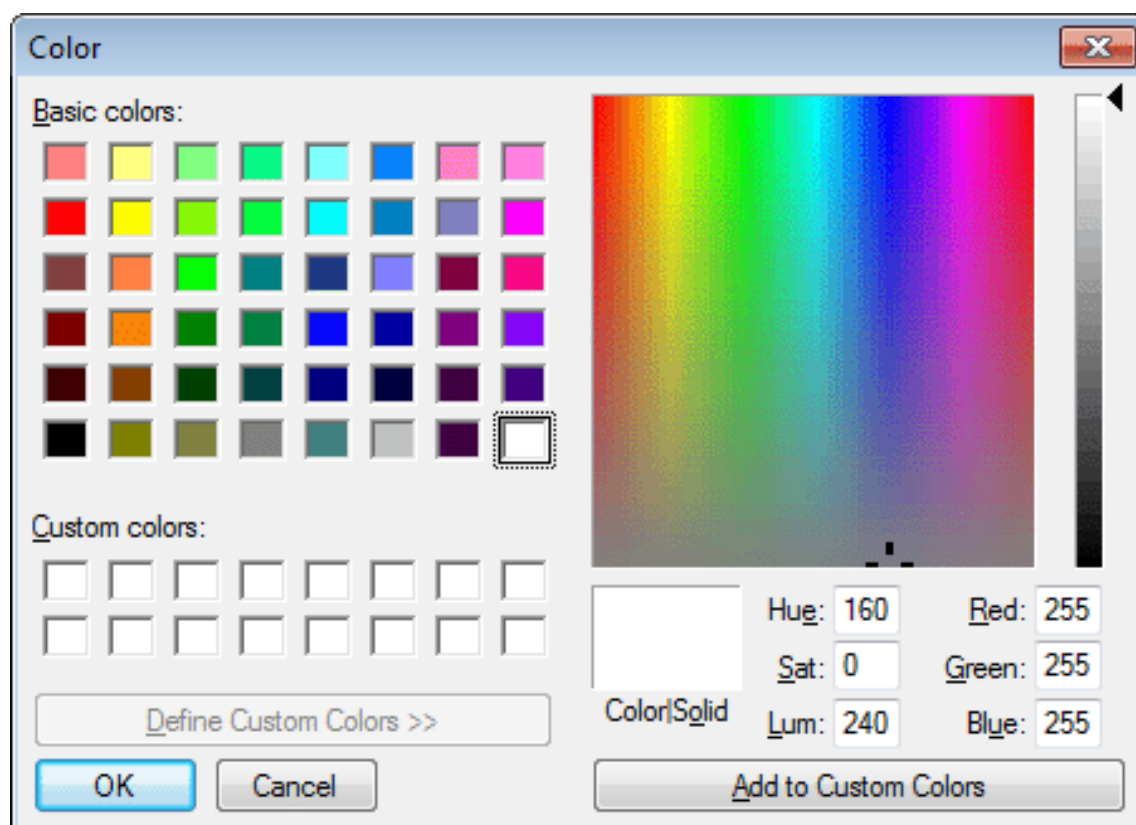 Color
Basic colors:
Custom colors:
Define Custom Colors >>
OK
Cancel
Color|Solid
Hue: 160
Sat: 0
Lum: 240
Red: 255
Green: 255
Blue: 255
Add to Custom Colors